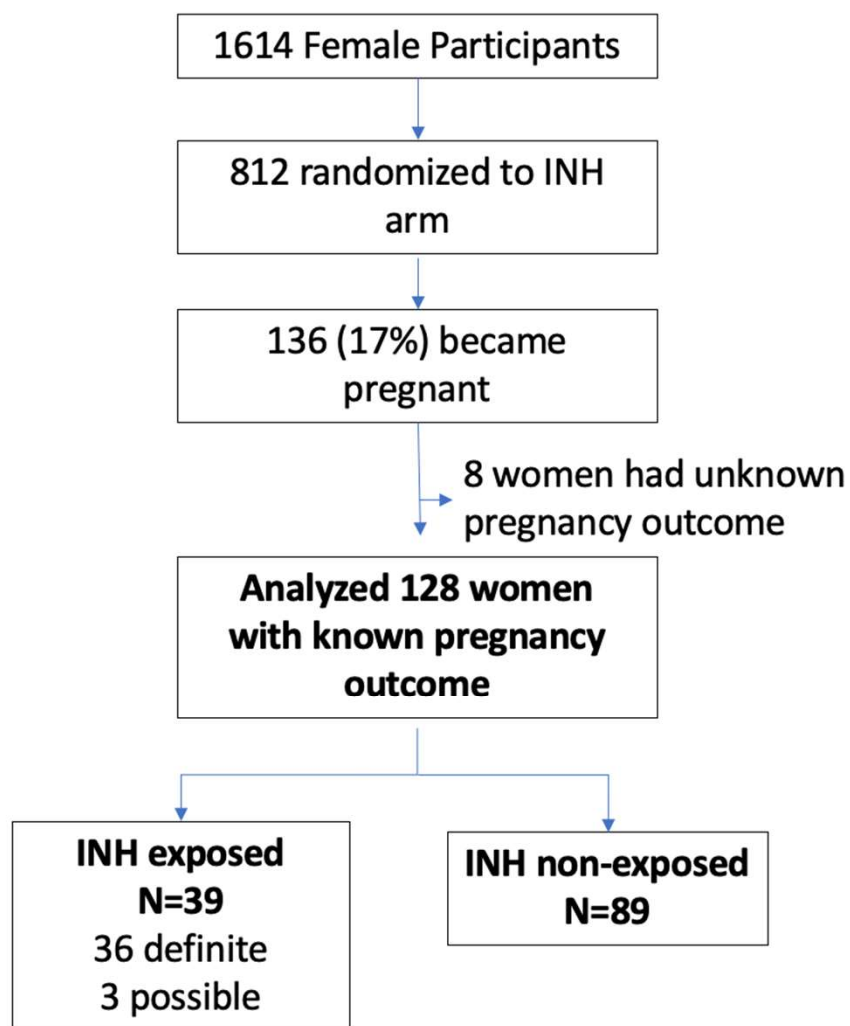 1614 Female Participants
812 randomized to INH
arm
136 (17%) became
pregnant
8 women had unknown
pregnancy outcome
Analyzed 128 women
with known pregnancy
outcome
INH exposed
N=39
36 definite
3 possible
INH non-exposed
N=89